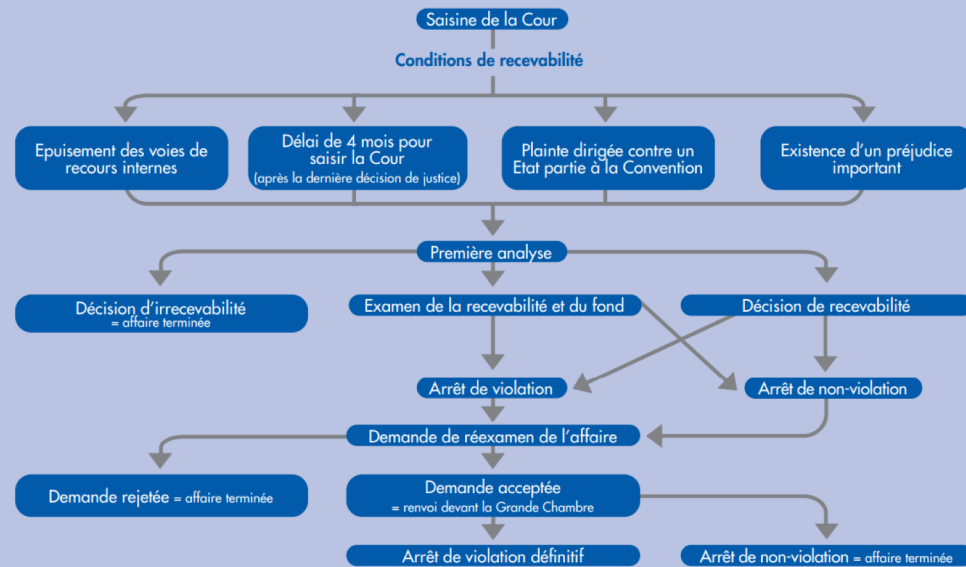 Saisine de la Cour
Conditions de recevabilité
Epuisement des voies de
recours internes
Délai de 4 mois pour
saisir la Cour
(après la dernière décision de justice)
Plainte dirigée contre un
Etat partie à la Convention
Existence d'un préjudice
important
Première analyse
Décision d'irrecevabilité
= affaire terminée
Examen de la recevabilité et du fond
Décision de recevabilité
Arrêt de violation
Arrêt de non-violation
Demande de réexamen de l'affaire
Demande rejetée = affaire terminée
Demande acceptée
= renvoi devant la Grande Chambre
Arrêt de violation définitif
Arrêt de non-violation = affaire terminée